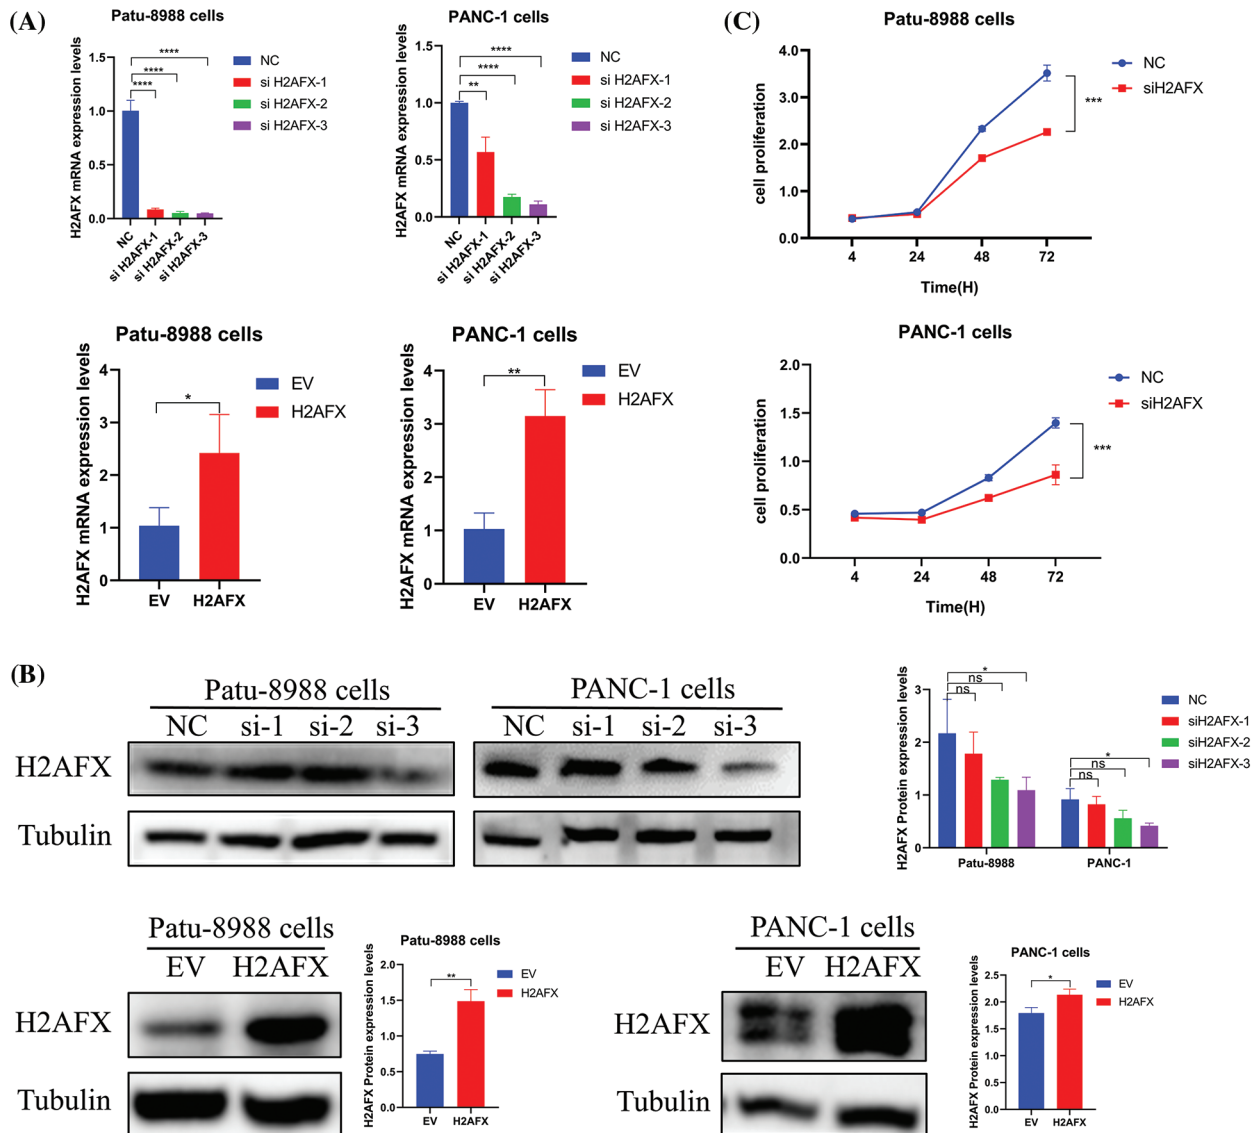 (A)
Patu-8988 cells
H2AFX mRNA expression levels
1.5
1.0
0.5
0.0
****
****
****
NC
si H2AFX-1
si H2AFX-2
si H2AFX-3
NC
si H2AFX-1
si H2AFX-2
si H2AFX-3
PANC-1 cells
H2AFX mRNA expression levels
1.5
1.0
0.5
0.0
****
****
**
NC
si H2AFX-1
si H2AFX-2
si H2AFX-3
NC
si H2AFX-1
si H2AFX-2
si H2AFX-3
Patu-8988 cells
H2AFX mRNA expression levels
4
3
2
1
0
*
EV
H2AFX
EV
H2AFX
PANC-1 cells
H2AFX mRNA expression levels
4
3
2
1
0
**
EV
H2AFX
EV
H2AFX
(C)
Patu-8988 cells
cell proliferation
4.0
3.0
2.0
1.0
0.0
4
24
48
72
Time(H)
NC
siH2AFX
***
PANC-1 cells
cell proliferation
2.0
1.5
1.0
0.5
0.0
4
24
48
72
Time(H)
NC
siH2AFX
***
(B)
Patu-8988 cells
NC si-1 si-2 si-3
PANC-1 cells
NC si-1 si-2 si-3
H2AFX
Tubulin
H2AFX Protein expression levels
3
2
1
0
*
ns
ns
*
ns
ns
Patu-8988
PANC-1
NC
siH2AFX-1
siH2AFX-2
siH2AFX-3
Patu-8988 cells
EV H2AFX
H2AFX
Tubulin
Patu-8988 cells
H2AFX Protein expression levels
2.0
1.5
1.0
0.5
0.0
**
EV
H2AFX
EV
H2AFX
PANC-1 cells
EV H2AFX
H2AFX
Tubulin
PANC-1 cells
H2AFX Protein expression levels
2.5
2.0
1.5
1.0
0.5
0.0
*
EV
H2AFX
EV
H2AFX